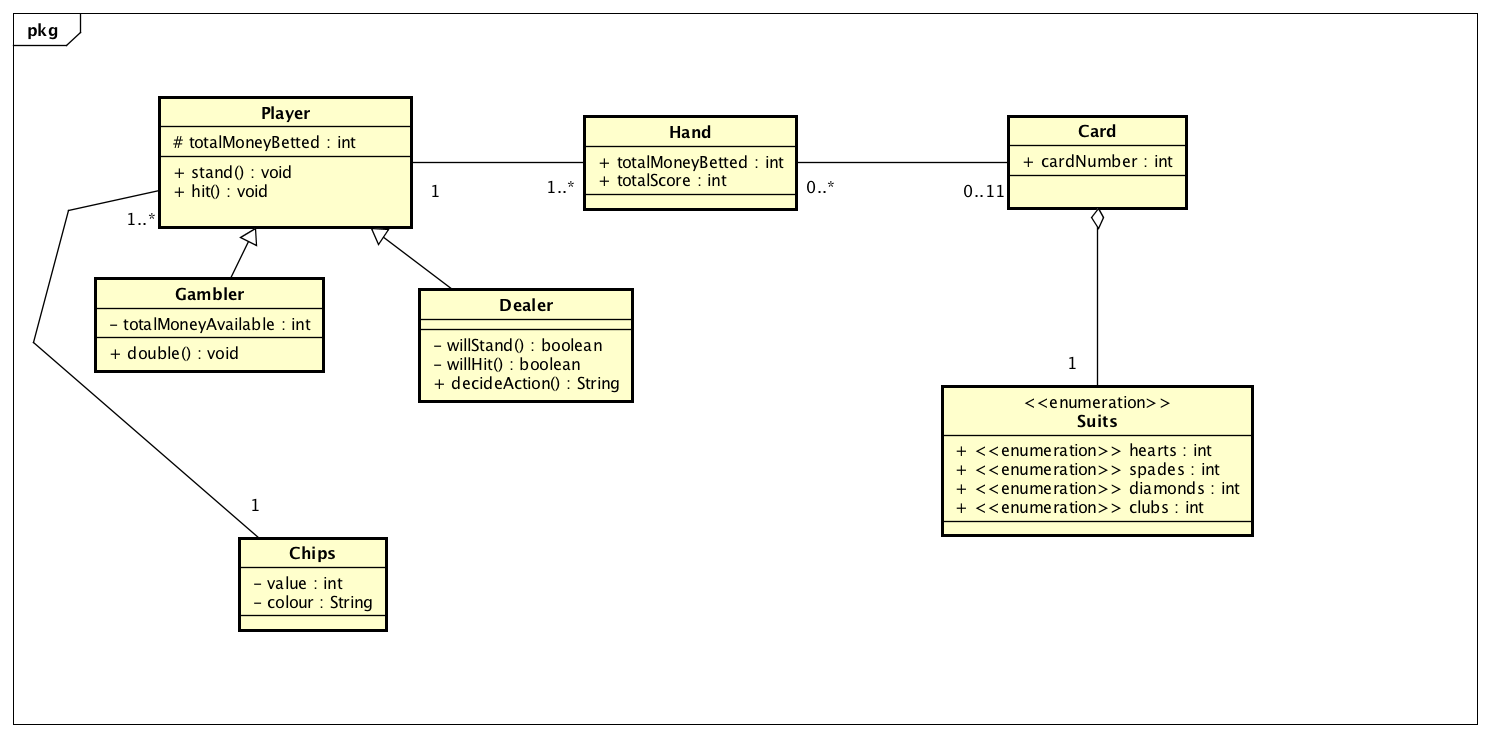 pkg
Player
# totalMoneyBetted : int
+ stand() : void
+ hit() : void
1
1..*
1..*
Hand
+ totalMoneyBetted : int
+ totalScore : int
0..*
0..11
Card
+ cardNumber : int
Gambler
- totalMoneyAvailable : int
+ double() : void
Dealer
- willStand() : boolean
- willHit() : boolean
+ decideAction() : String
1
<<enumeration>>
Suits
+ <<enumeration>> hearts : int
+ <<enumeration>> spades : int
+ <<enumeration>> diamonds : int
+ <<enumeration>> clubs : int
1
Chips
- value : int
- colour : String